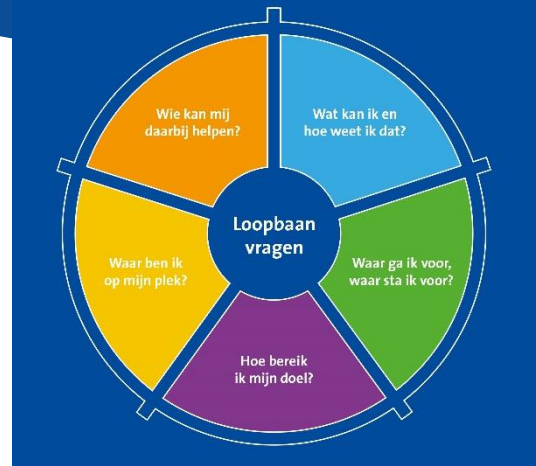 Wie kan mij
daarbij helpen?
Wat kan ik en
hoe weet ik dat?
Loopbaan
vragen
Waar ben ik
op mijn plek?
Waar ga ik voor,
waar sta ik voor?
Hoe bereik
ik mijn doel?